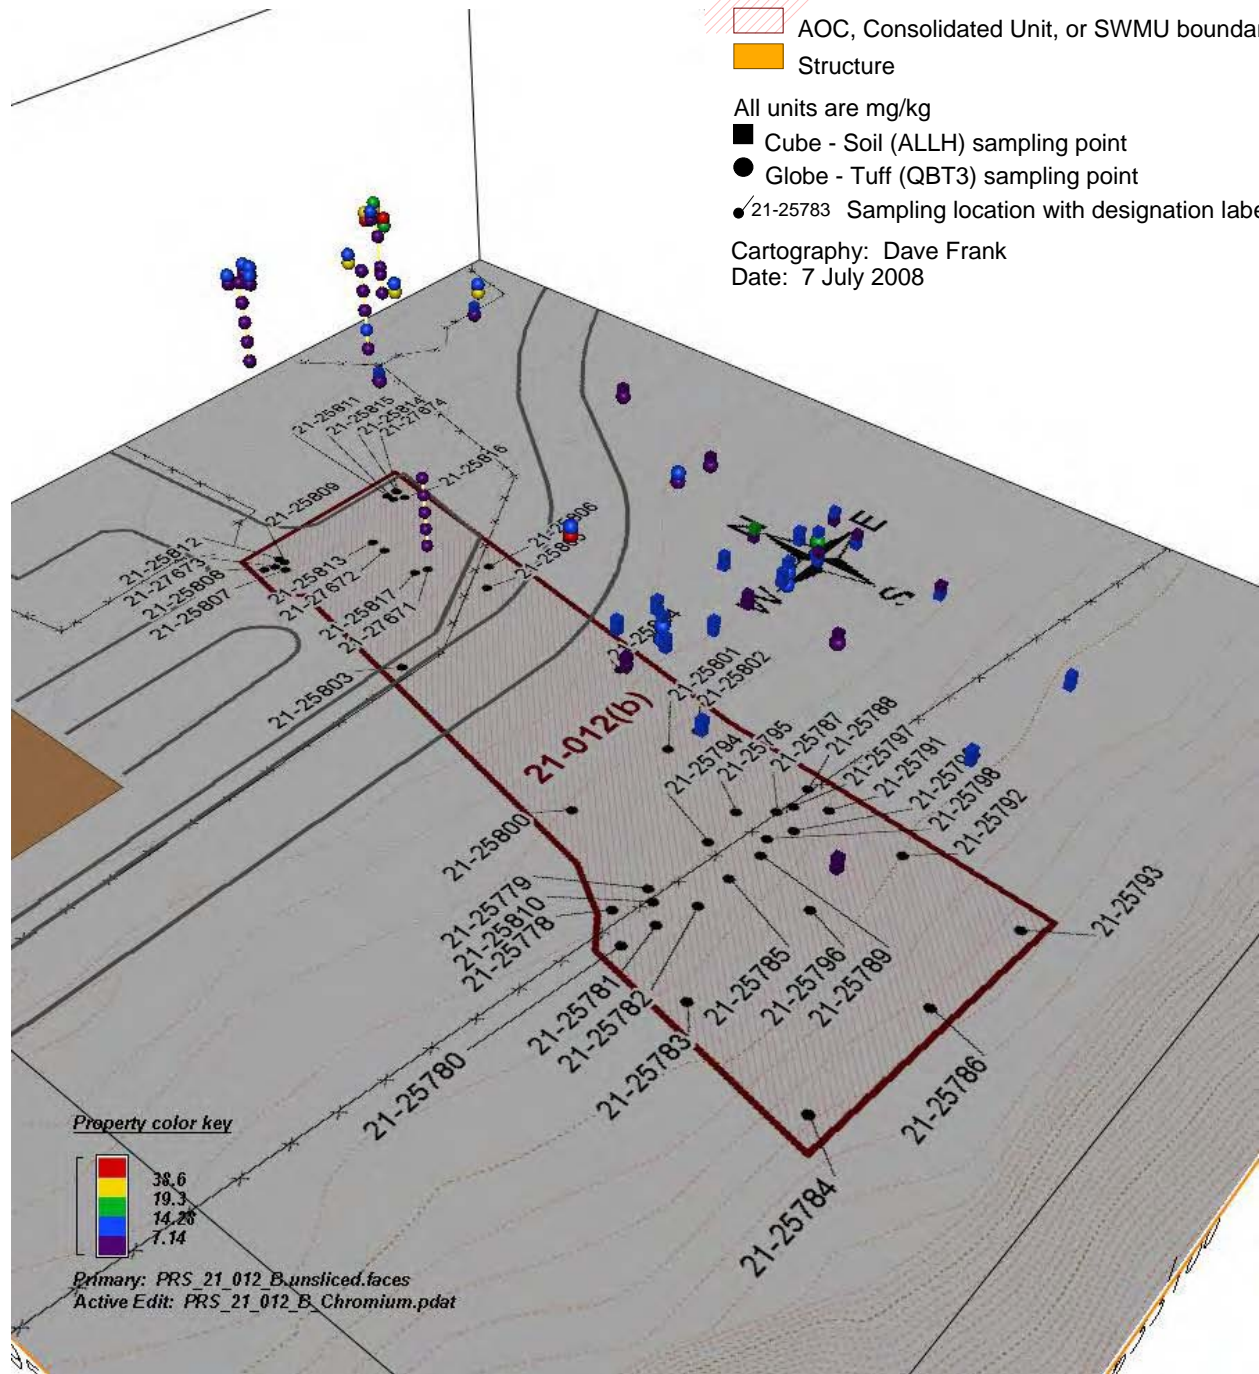 AOC, Consolidated Unit, or SWMU
Structure
All units are mg/kg
Cube - Soil (ALLH) sampling point
Globe - Tuff (QBT3) sampling point
21-25783 Sampling location with designation
Cartography: Dave Frank
Date: 7 July 2008
21-25811
21-25815
21-25814
21-27674
21-25816
21-25809
21-25812
21-27673
21-25808
21-25807
21-25813
21-27672
21-25817
21-27671
21-25806
21-25803
N
E
S
W
21-25801
21-25802
21-012(b)
21-25794
21-25795
21-25787
21-25788
21-25797
21-25791
21-25798
21-25792
21-25793
21-25800
21-25779
21-25810
21-25778
21-25781
21-25782
21-25780
21-25783
21-25785
21-25796
21-25789
21-25786
21-25784
Property color key
38.6
19.3
14.28
7.14
Primary: PRS_21_012_B.unsliced.faces
Active Edit: PRS_21_012_B_Chromium.pdat